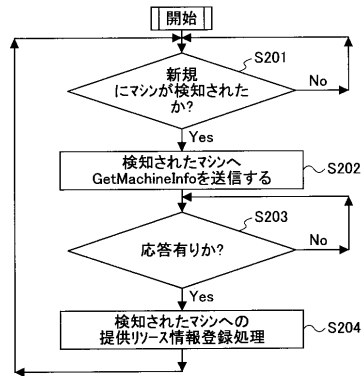 開始
新規
にマシンが検知された
か?
S201
No
Yes
検知されたマシンへ
GetMachineInfoを送信する
S202
S203
応答有りか?
No
Yes
検知されたマシンへの
提供リソース情報登録処理
S204